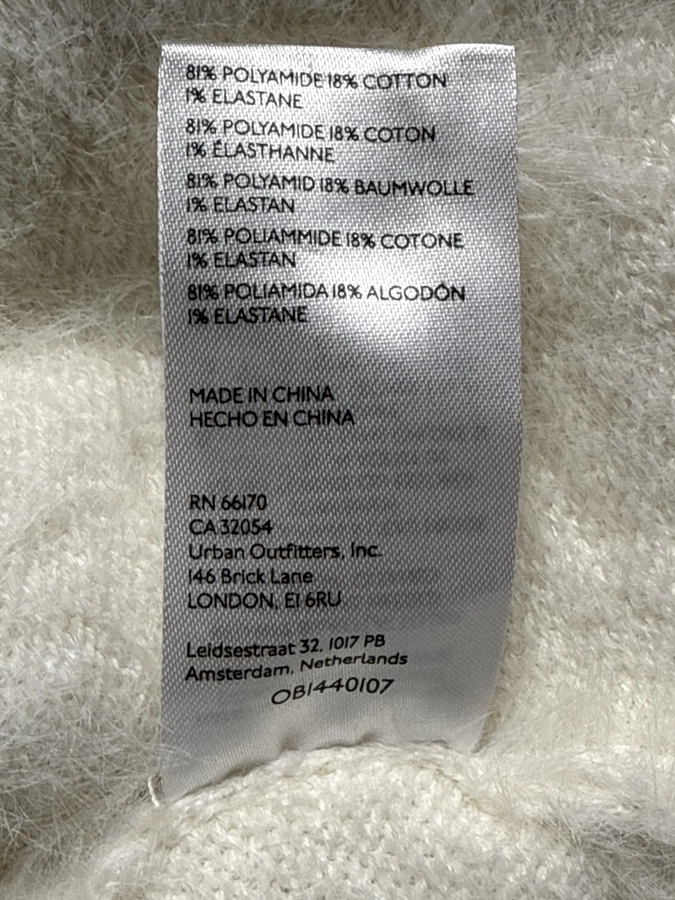 81% POLYAMIDE 18% COTTON
1% ELASTANE
81% POLYAMIDE 18% COTON
1% ÉLASTHANNE
81% POLYAMID 18% BAUMWOLLE
1% ELASTAN
81% POLIAMMIDE 18% COTONE
1% ELASTAN
81% POLIAMIDA 18% ALGODÓN
1% ELASTANE
MADE IN CHINA
HECHO EN CHINA
RN 66170
CA 32054
Urban Outfitters, Inc.
146 Brick Lane
LONDON, E1 6RU
Leidsestraat 32, 1017 PB
Amsterdam, Netherlands
OB1440107